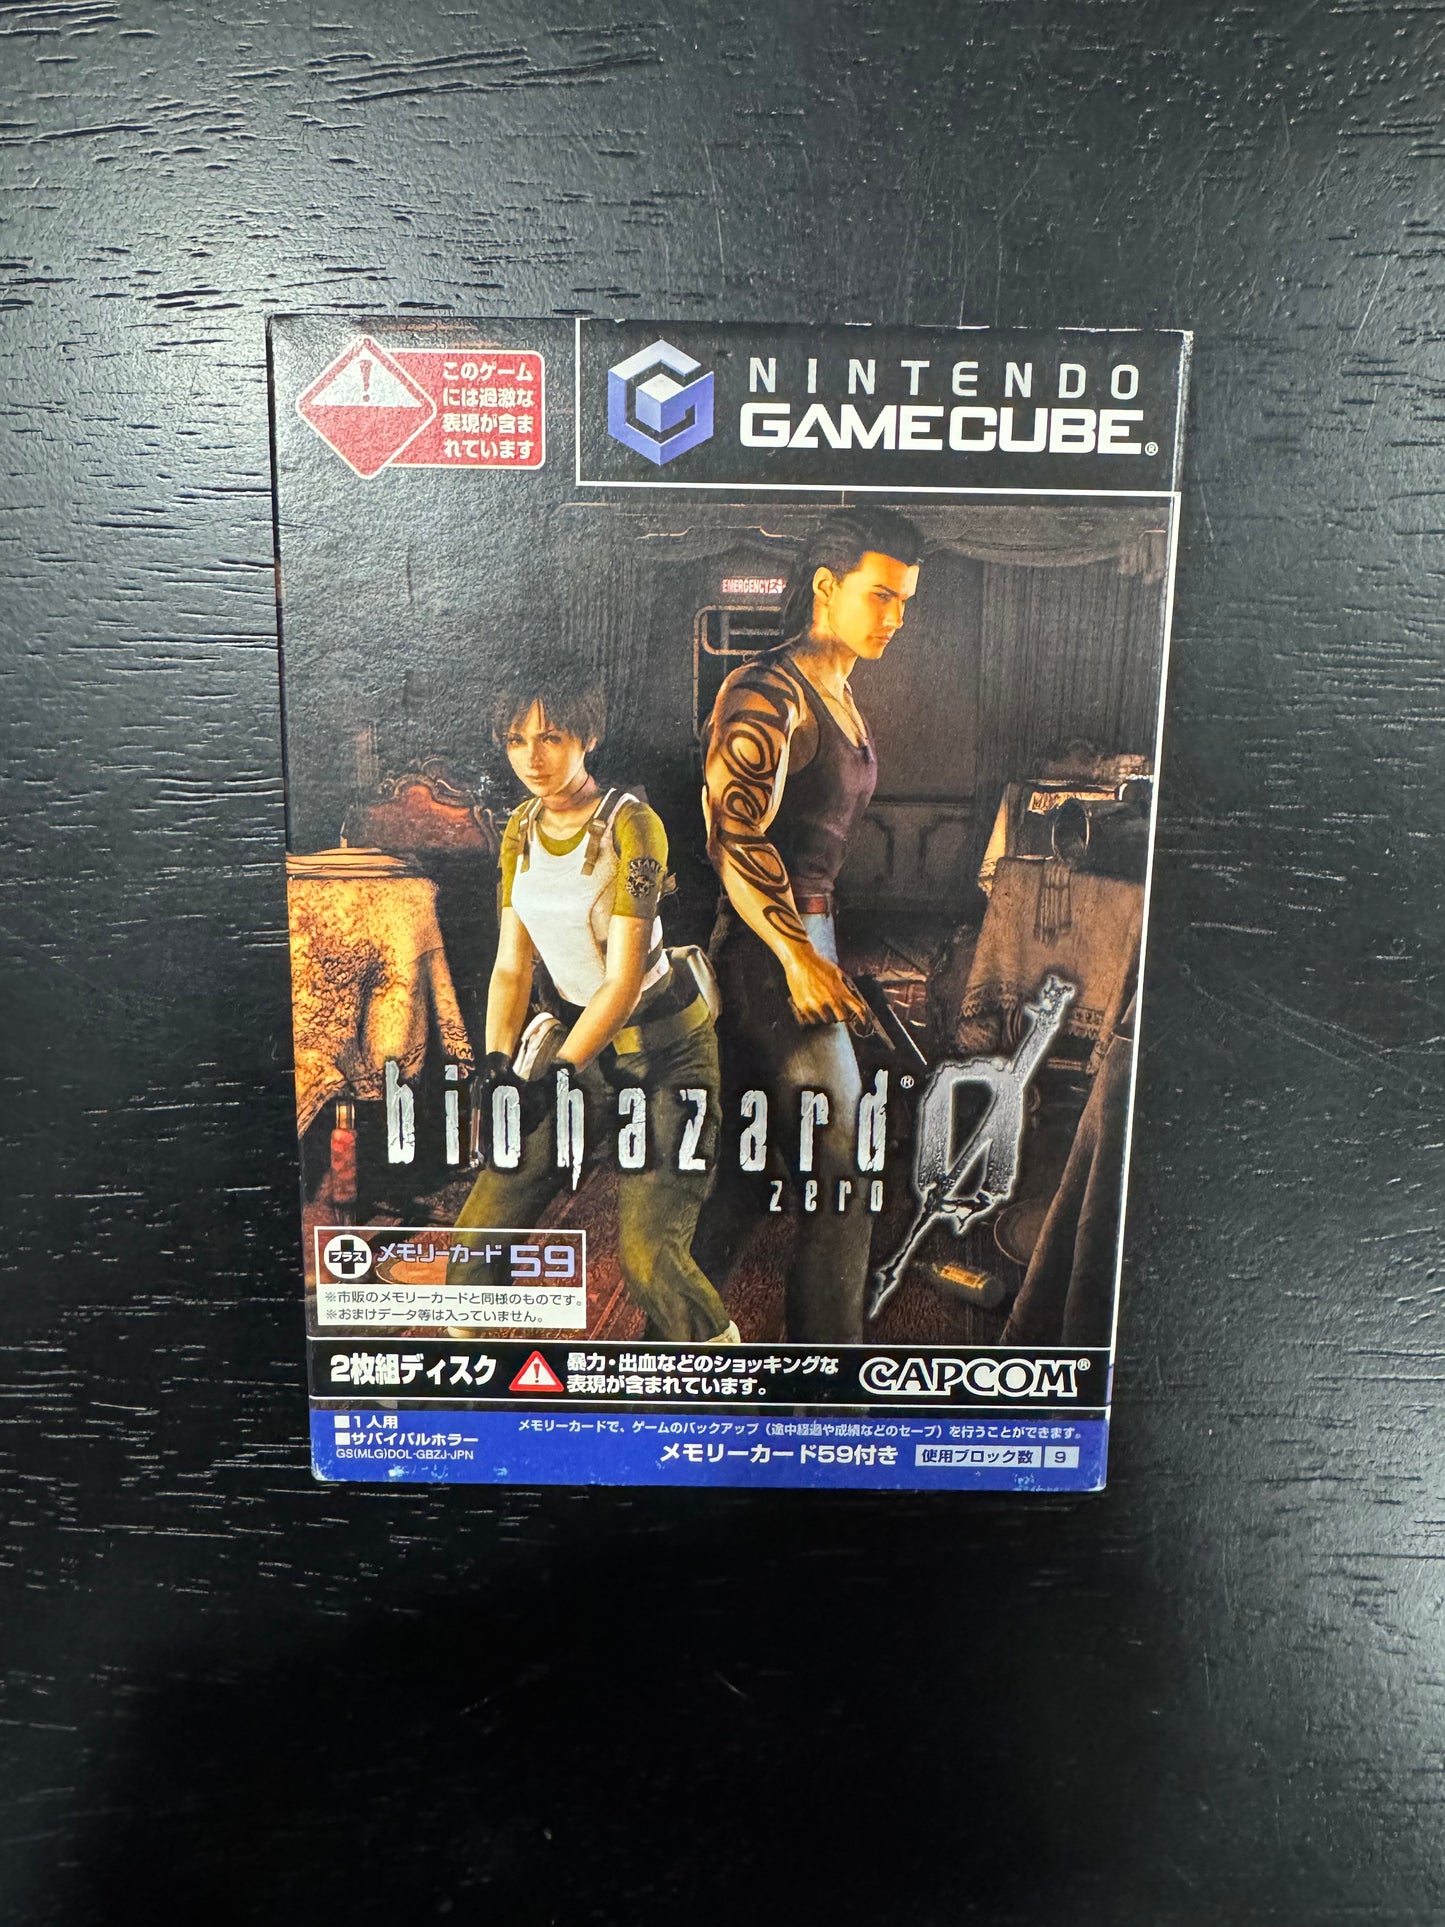 このゲーム
には過激な
表現が含ま
れています
NINTENDO
GAMECUBE®
EMERGENCY
STARS
biohazard®
zero
0
プラス メモリーカード 59
※市販のメモリーカードと同様のものです。
※おまけデータ等は入っていません。
2枚組ディスク
暴力・出血などのショッキングな
表現が含まれています。
CAPCOM®
■1人用
■サバイバルホラー
GS(MLG)DOL-GBZJ-JPN
メモリーカードで、ゲームのバックアップ(途中経過や成績などのセーブ)を行うことができます。
メモリーカード59付き 使用ブロック数 9